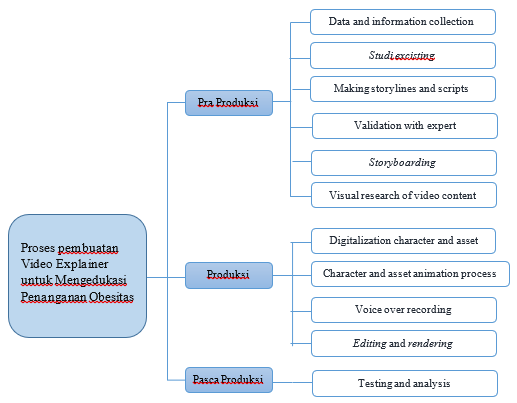 Data and information collection
Studi excisting
Making storylines and scripts
Pra Produksi
Validation with expert
Storyboarding
Visual research of video content
Proses pembuatan
Video Explainer
untuk Mengedukasi
Penanganan Obesitas
Digitalization character and asset
Produksi
Character and asset animation process
Voice over recording
Editing and rendering
Pasca Produksi
Testing and analysis